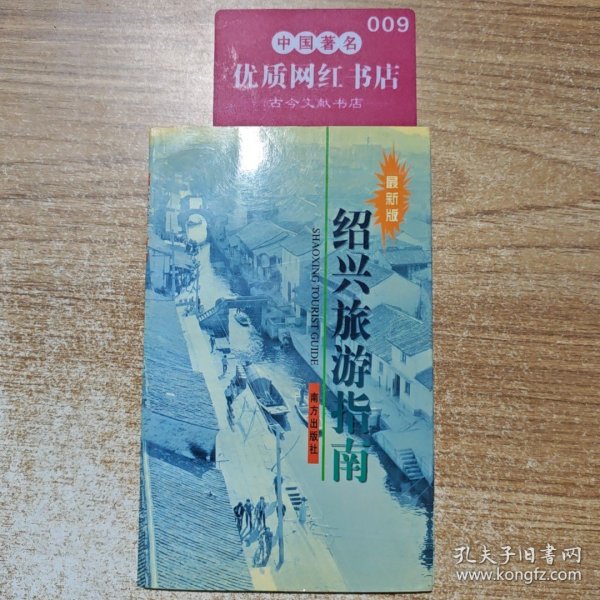 009
中国著名
优质网红书店
古今文献书店
最新版
绍兴旅游指南
SHAOXING TOURIST GUIDE
南方出版社
孔夫子旧书网
www.kongfz.com